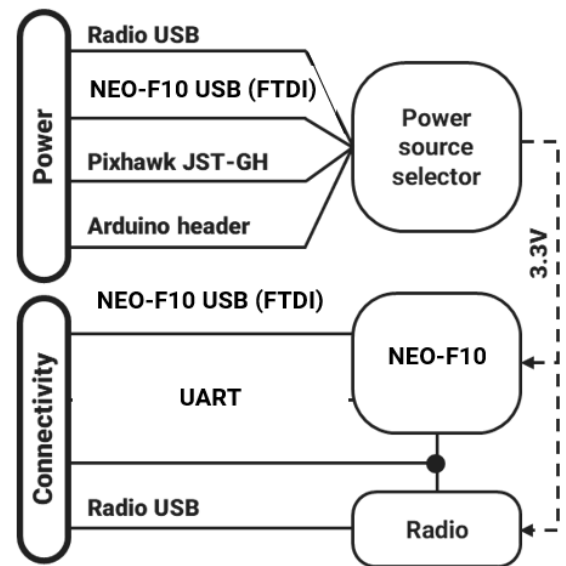 Power
Radio USB
NEO-F10 USB (FTDI)
Pixhawk JST-GH
Arduino header
Power
source
selector
3.3V
Connectivity
NEO-F10 USB (FTDI)
UART
Radio USB
NEO-F10
Radio